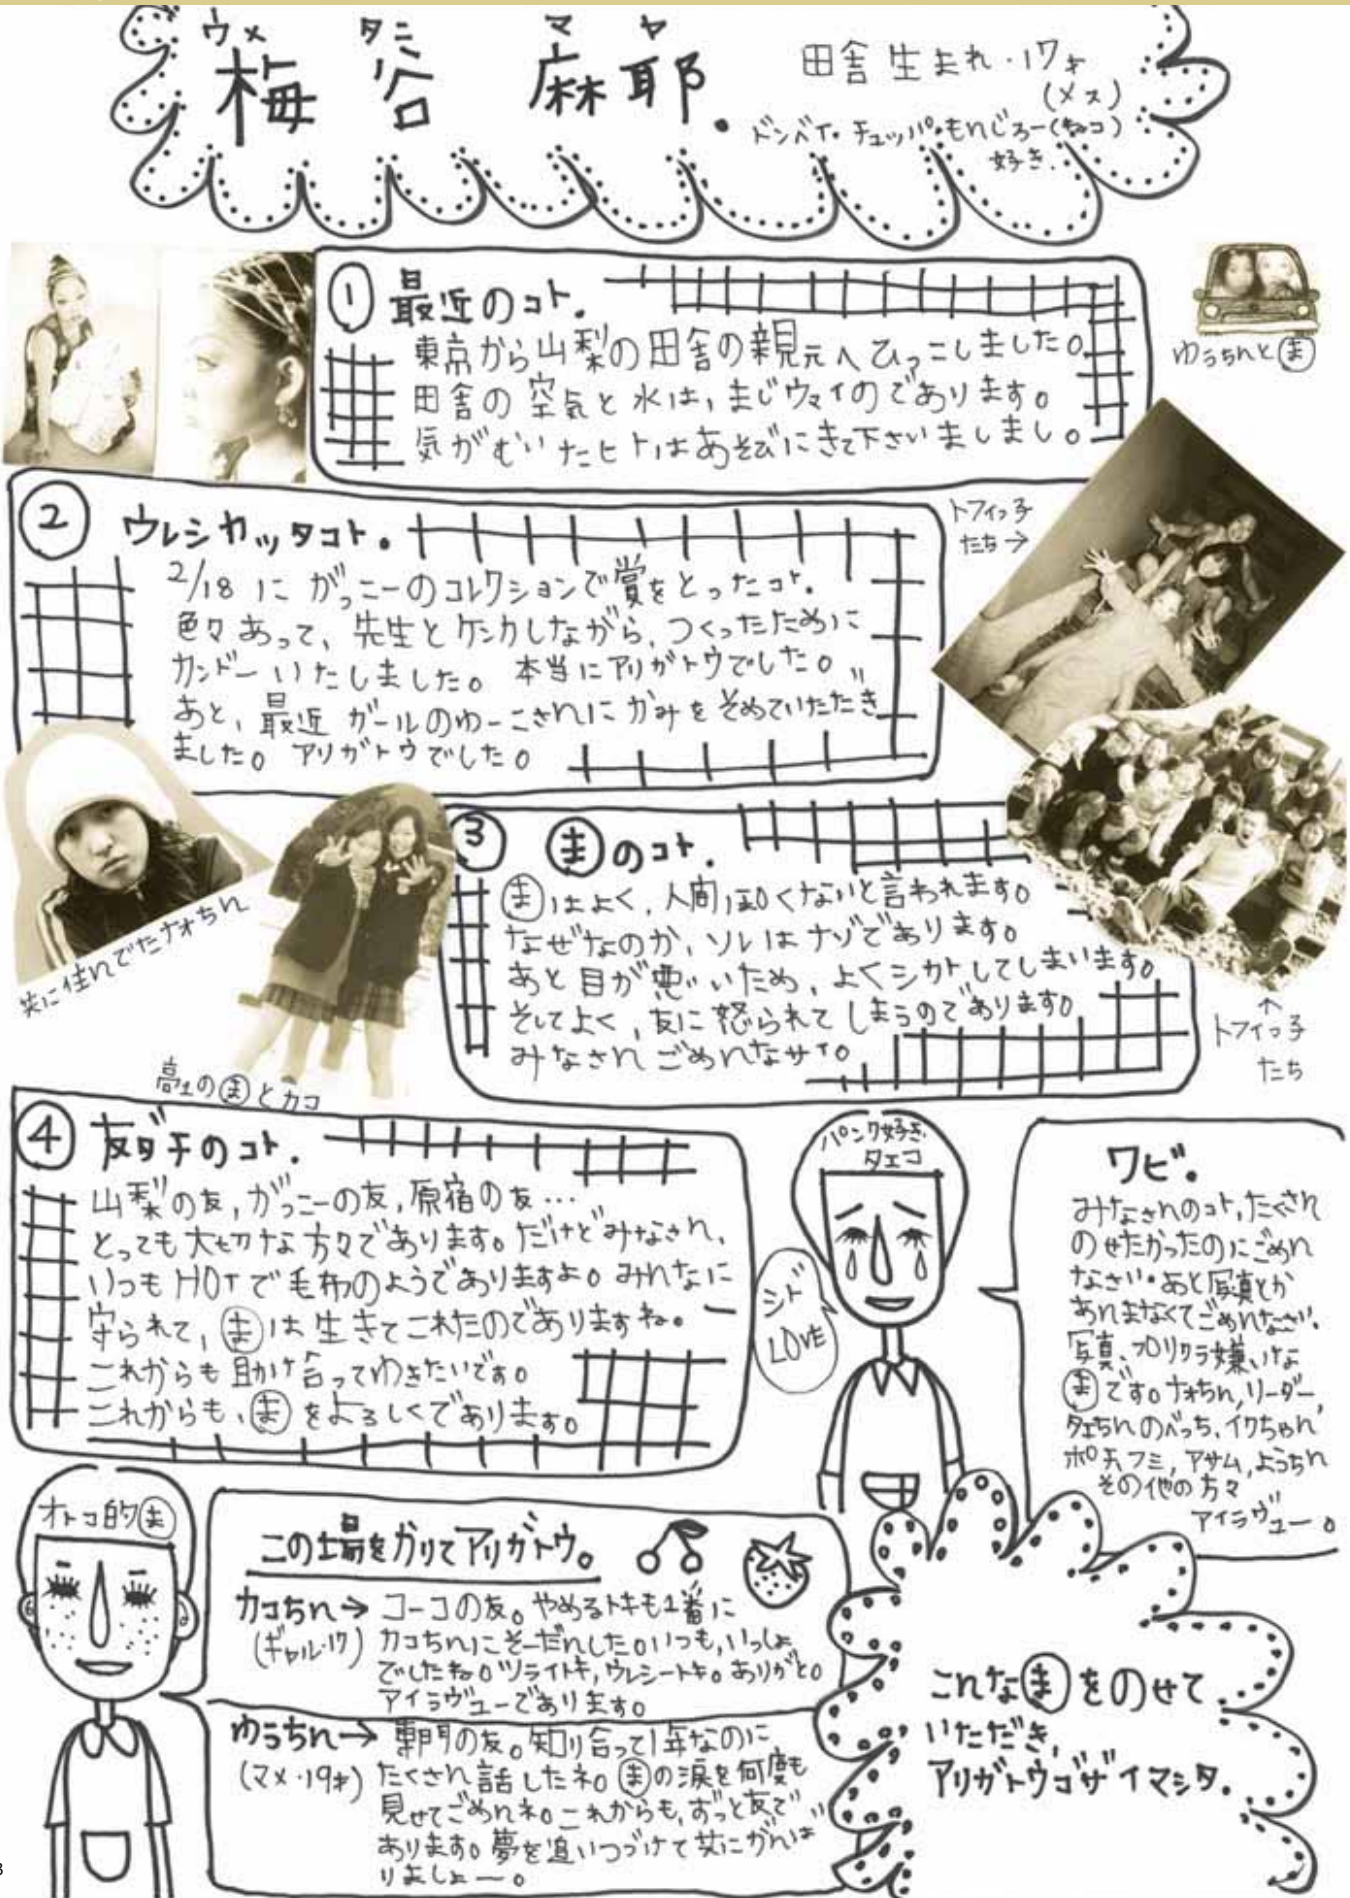 ウメ タニ マヤ
梅谷 麻耶.
田舎生まれ・17才
(メス)
ドンペイ・チュッパ・もんじろー(ネコ)
好き.
① 最近のコト.
東京から山梨の田舎の親元へひっこしました。
田舎の空気と水は、まじウマイのであります。
気がむいたヒトはあそびにきて下さいましまし。
ゆうちんと㋮
② ウレシカッタコト.
2/18 に がっこーのコレクションで賞をとったコト.
色々あって、先生とケンカしながら、つくったために
カンドーいたしました。 本当にアリガトウでした。
あと、最近 ガールのゆーこさんにかみをそめていただき
ました。 アリガトウでした。
トフィっ子
たち→
③ ㋮のコト.
㋮はよく、人間ぽくないと言われます。
なぜなのか、ソレはナゾであります。
あと目が悪いため、よくシカトしてしまいます。
そしてよく、友に怒られてしまうのであります。
みなさん ごめんなサイ。
共に住んでたナオちん
高1の㋮とカコ
↑
トフィっ子
たち
④ 友ダチのコト.
山梨の友,がっこーの友,原宿の友…
とっても大切な方々であります。だけどみなさん、
いつもHOTで毛布のようでありますよ。みんなに
守られて、㋮は生きてこれたのでありますね。
これからも助け合ってゆきたいです。
これからも、㋮をよろしくであります。
パンク好き
タエコ
シド
LOVE
ワビ.
みなさんのコト,たくさん
のせたかったのにごめん
なさい・あと写真とか
あんまなくてごめんなさい.
写真、プリクラ嫌いな
㋮です。ナオちん,リーダー,
タエちんのべっち、イクちゃん
ポチ,フミ, アサム,ようちん
その他の方々
アイラヴユー。
オトコ的㋮
この場をかりてアリガトウ。
カコちん→ コーコの友。やめるトキも1番に
(ギャル・17) カコちんにそーだんした。いつも,いっしょ
でしたね。ツライトキ,ウレシートキ。ありがと。
アイラヴユーであります。
ゆうちん→ 専門の友。知り合って1年なのに
(マメ・19才) たくさん話したネ。㋮の涙を何度も
見せてごめんネ。これからも、ずっと友で
あります。夢を追いつづけて共にがんば
りましょー。
こんな㋮をのせて
いただき,
アリガトウゴザイマシタ.
3